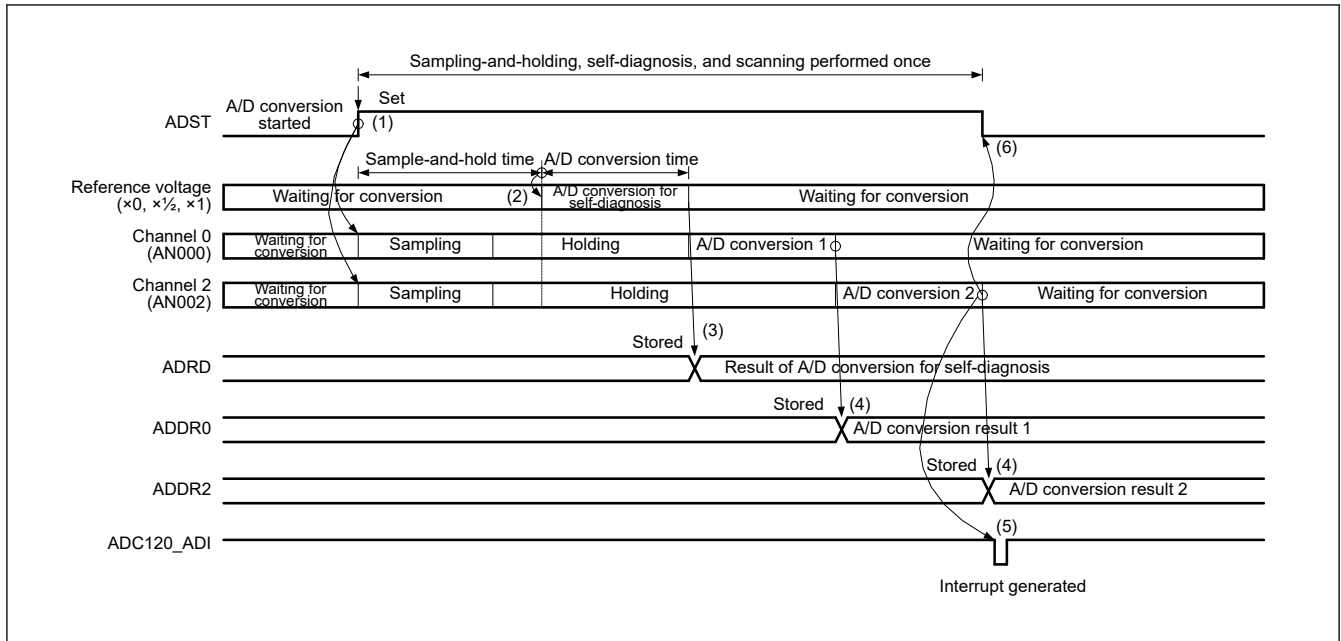 Sampling-and-holding, self-diagnosis, and scanning performed once
A/D conversion
started
Set
ADST
(1)
(6)
Sample-and-hold time
A/D conversion time
Reference voltage
(×0, ×½, ×1)
Waiting for conversion
(2)
A/D conversion for
self-diagnosis
Waiting for conversion
Channel 0
(AN000)
Waiting for
conversion
Sampling
Holding
A/D conversion 1
Waiting for conversion
Channel 2
(AN002)
Waiting for
conversion
Sampling
Holding
A/D conversion 2
Waiting for conversion
Stored
(3)
ADRD
Result of A/D conversion for self-diagnosis
Stored
(4)
ADDR0
A/D conversion result 1
Stored
(4)
ADDR2
A/D conversion result 2
(5)
ADC120_ADI
Interrupt generated